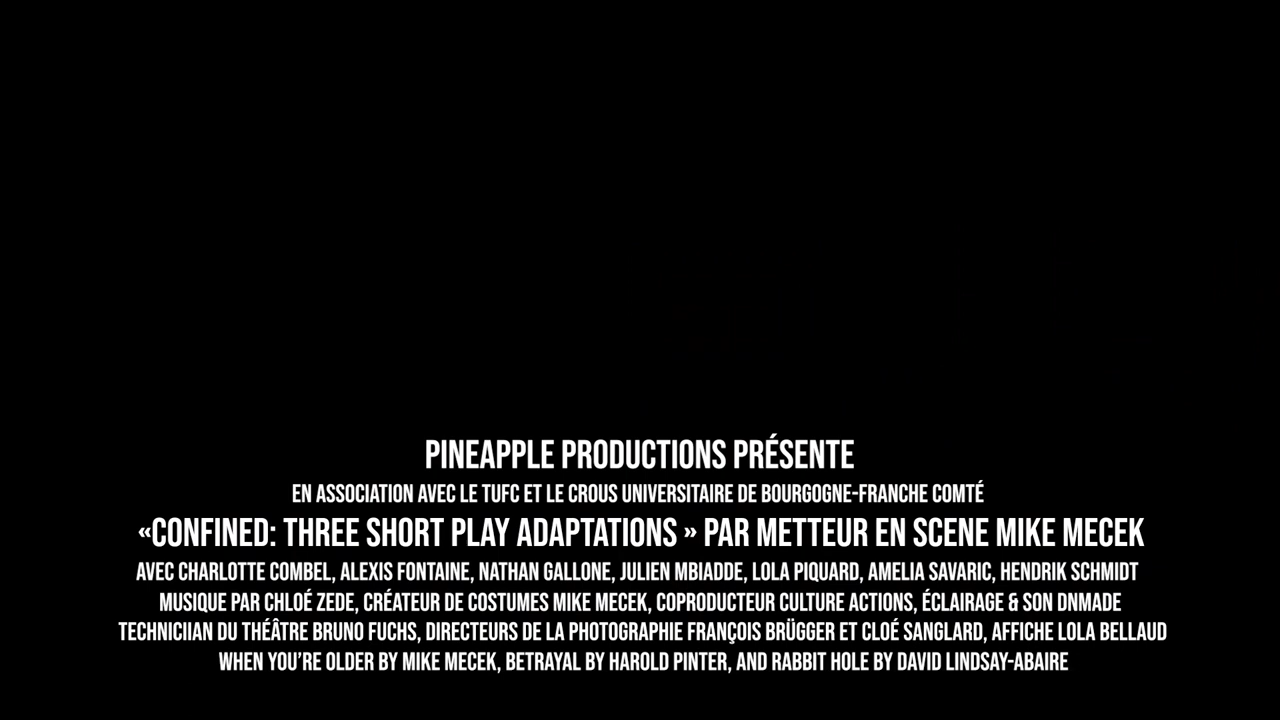 PINEAPPLE PRODUCTIONS PRÉSENTE
EN ASSOCIATION AVEC LE TUFC ET LE CROUS UNIVERSITAIRE DE BOURGOGNE-FRANCHE COMTÉ
«CONFINED: THREE SHORT PLAY ADAPTATIONS » PAR METTEUR EN SCENE MIKE MECEK
AVEC CHARLOTTE COMBEL, ALEXIS FONTAINE, NATHAN GALLONE, JULIEN MBIADDE, LOLA PIQUARD, AMELIA SAVARIC, HENDRIK SCHMIDT
MUSIQUE PAR CHLOÉ ZEDE, CRÉATEUR DE COSTUMES MIKE MECEK, COPRODUCTEUR CULTURE ACTIONS, ÉCLAIRAGE & SON DNMADE
TECHNICIIAN DU THÉÂTRE BRUNO FUCHS, DIRECTEURS DE LA PHOTOGRAPHIE FRANÇOIS BRÜGGER ET CLOÉ SANGLARD, AFFICHE LOLA BELLAUD
WHEN YOU'RE OLDER BY MIKE MECEK, BETRAYAL BY HAROLD PINTER, AND RABBIT HOLE BY DAVID LINDSAY-ABAIRE